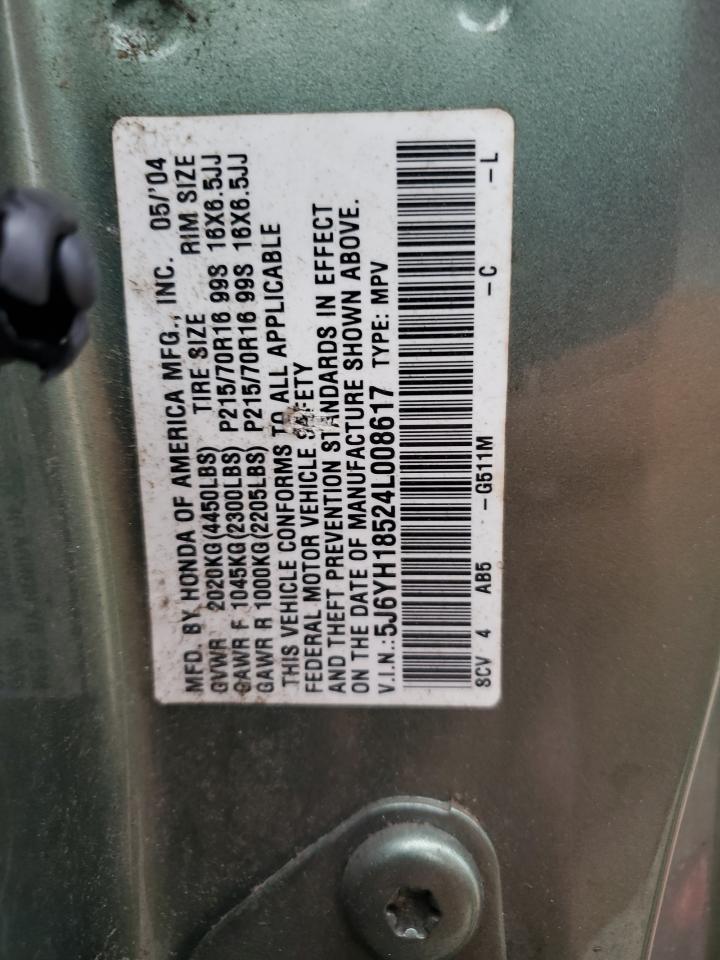 MFD. BY HONDA OF AMERICA MFG., INC. 05/'04
GVWR 2020KG(4450LBS) TIRE SIZE RIM SIZE
GAWR F 1045KG(2300LBS) P215/70R16 99S 16X6.5JJ
GAWR R 1000KG(2205LBS) P215/70R16 99S 16X6.5JJ
THIS VEHICLE CONFORMS TO ALL APPLICABLE
FEDERAL MOTOR VEHICLE SAFETY
AND THEFT PREVENTION STANDARDS IN EFFECT
ON THE DATE OF MANUFACTURE SHOWN ABOVE.
V.I.N.: 5J6YH18524L008617 TYPE: MPV
SCV 4 AB5 -G511M -C -L